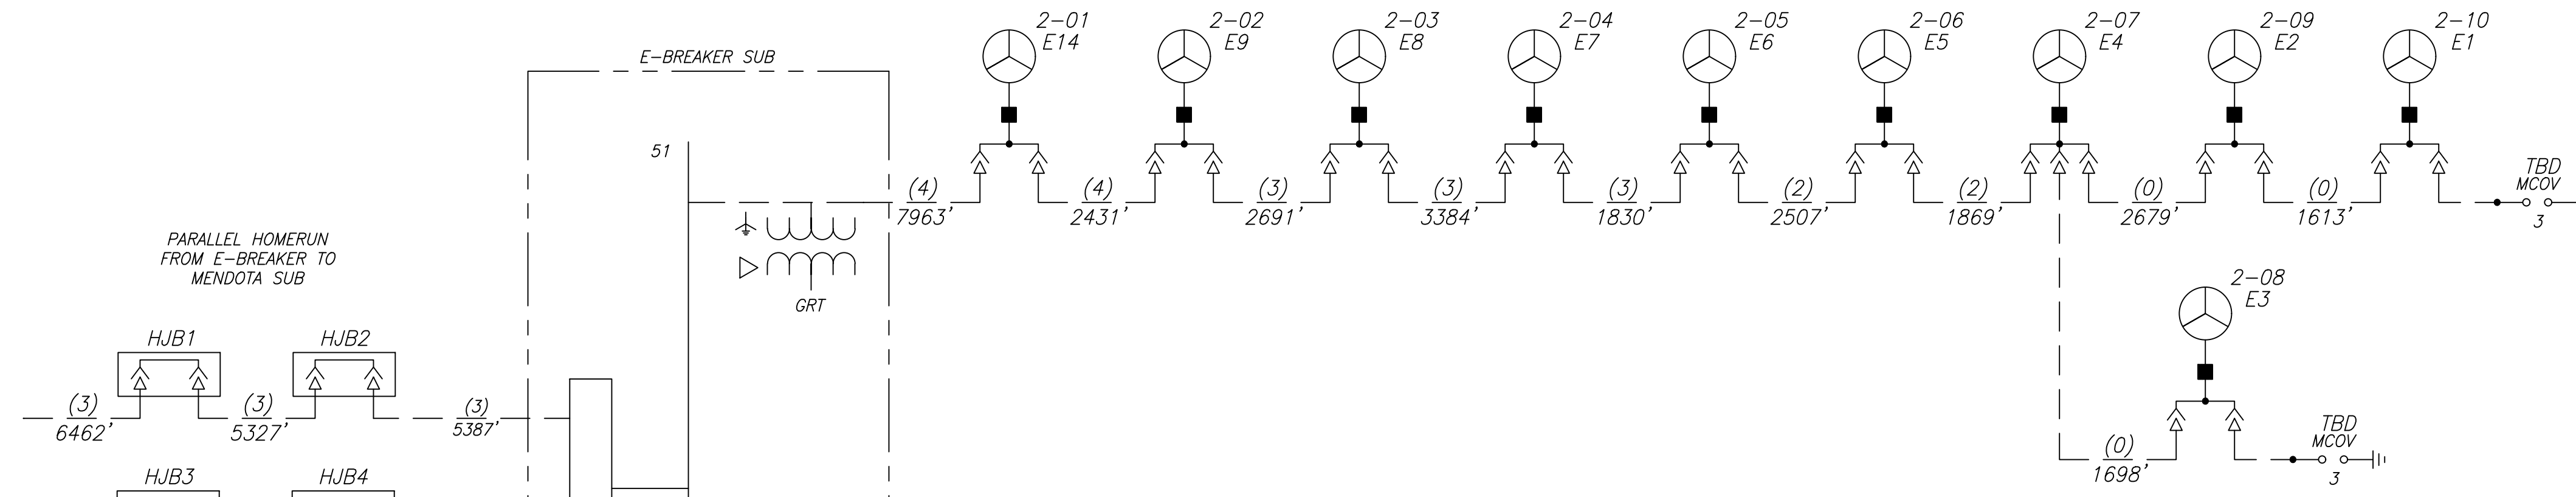 2-01
E14
2-02
E9
2-03
E8
2-04
E7
2-05
E6
2-06
E5
2-07
E4
2-09
E2
2-10
E1
E-BREAKER SUB
51
TBD
MCOV
3
(4)
7963'
(4)
2431'
(3)
2691'
(3)
3384'
(3)
1830'
(2)
2507'
(2)
1869'
(0)
2679'
(0)
1613'
PARALLEL HOMERUN
FROM E-BREAKER TO
MENDOTA SUB
GRT
2-08
E3
HJB1
HJB2
(3)
6462'
(3)
5327'
(3)
5387'
TBD
MCOV
3
(0)
1698'
HJB3
HJB4